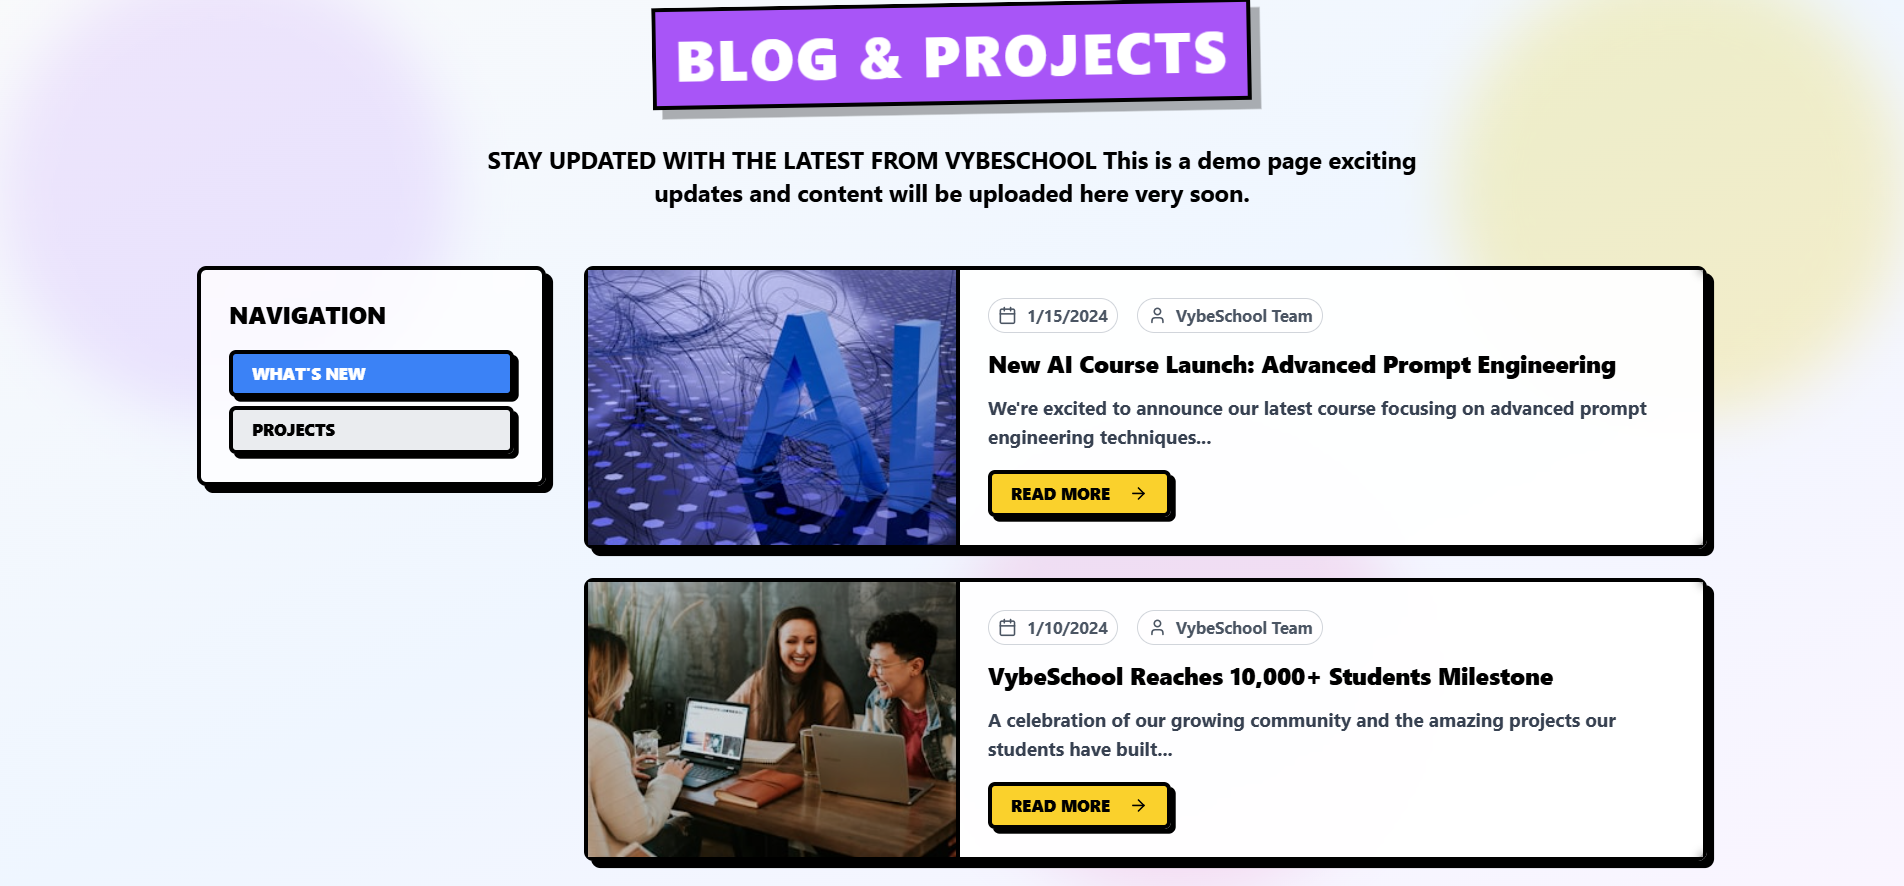 BLOG & PROJECTS
STAY UPDATED WITH THE LATEST FROM VYBESCHOOL This is a demo page exciting
updates and content will be uploaded here very soon.
NAVIGATION
WHAT'S NEW
PROJECTS
AI
1/15/2024 VybeSchool Team
New AI Course Launch: Advanced Prompt Engineering
We're excited to announce our latest course focusing on advanced prompt
engineering techniques...
READ MORE →
1/10/2024 VybeSchool Team
VybeSchool Reaches 10,000+ Students Milestone
A celebration of our growing community and the amazing projects our
students have built...
READ MORE →